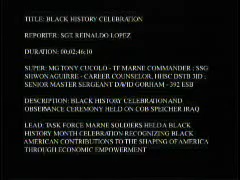 TITLE: BLACK HISTORY CELEBRATION
REPORTER: SGT. REINALDO LOPEZ
DURATION: 00;02;46;10
SUPER: MG TONY CUCOLO - TF MARNE COMMANDER ; SSG
SHWON AGUIRRE - CAREER COUNSELOR, HHSC DSTB 3ID ;
SENIOR MASTER SERGEANT DAVID GORHAM - 392 ESB
DESCRIPTION: BLACK HISTORY CELEBRATION AND
OBSERVANCE CEREMONY HELD ON COB SPEICHER IRAQ
LEAD: TASK FORCE MARNE SOLDIERS HELD A BLACK
HISTORY MONTH CELEBRATION RECOGNIZING BLACK
AMERICAN CONTRIBUTIONS TO THE SHAPING OF AMERICA
THROUGH ECONOMIC EMPOWERMENT